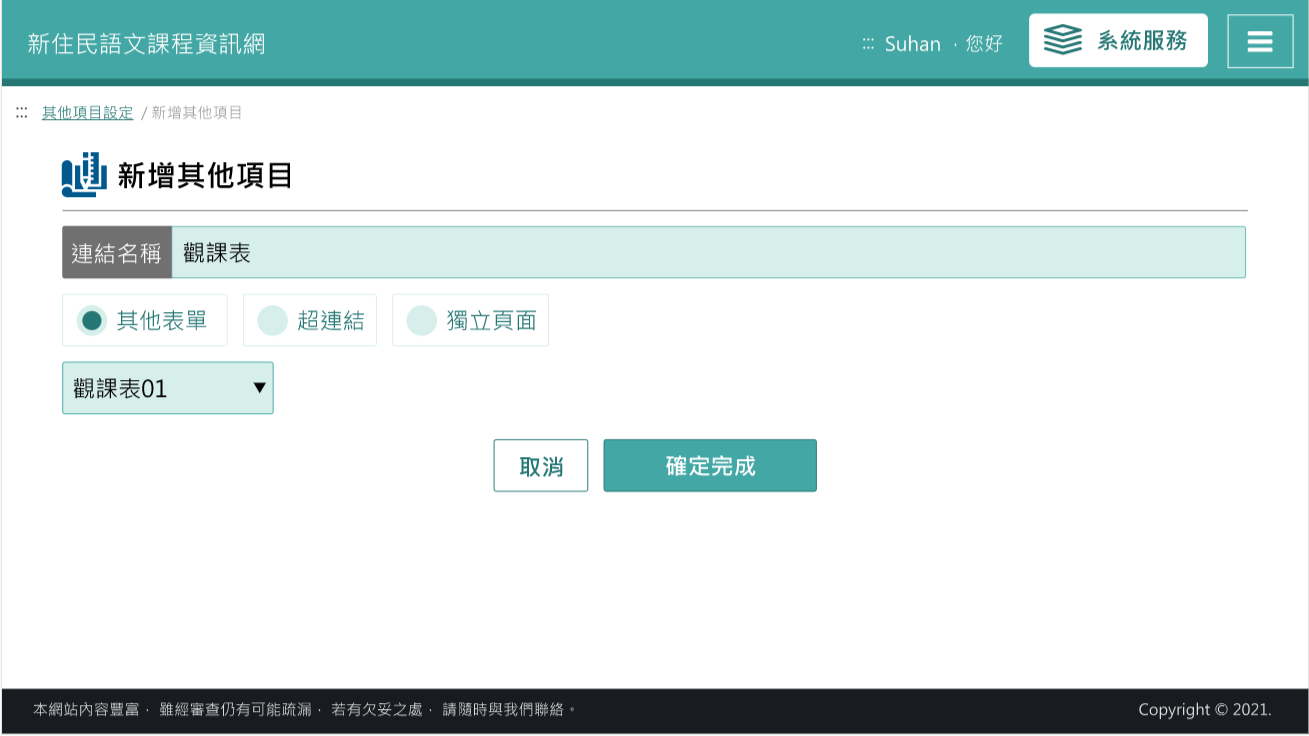 新住民語文課程資訊網
::: Suhan ，您好
系統服務
::: 其他項目設定 / 新增其他項目
新增其他項目
連結名稱 觀課表
其他表單 超連結 獨立頁面
觀課表01
取消 確定完成
本網站內容豐富， 雖經審查仍有可能疏漏， 若有欠妥之處， 請隨時與我們聯絡。
Copyright © 2021.